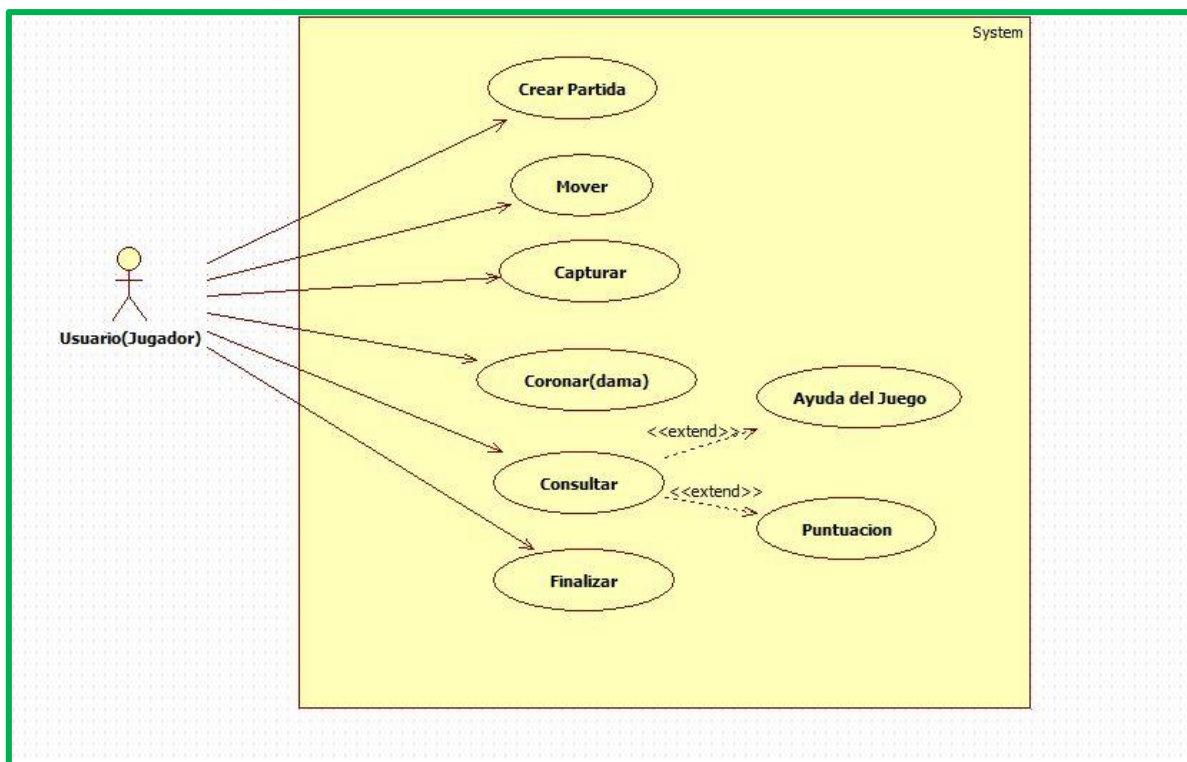 System
Crear Partida
Mover
Capturar
Usuario(Jugador)
Coronar(dama)
Ayuda del Juego
<<extend>>
Consultar
<<extend>>
Puntuacion
Finalizar